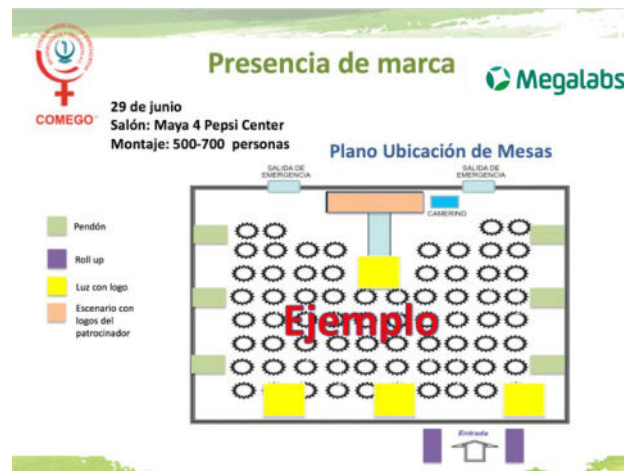 Presencia de marca
Megalabs
COMEGO
29 de junio
Salón: Maya 4 Pepsi Center
Montaje: 500-700 personas
Plano Ubicación de Mesas
SALIDA DE
EMERGENCIA
SALIDA DE
EMERGENCIA
CAMERINO
Pendón
Roll up
Luz con logo
Escenario con
logos del
patrocinador
Ejemplo
Entrada